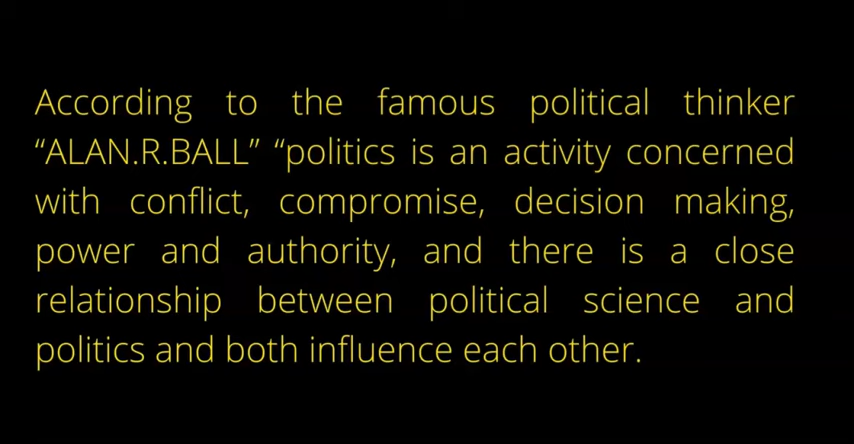 According to the famous political thinker
“ALAN.R.BALL” “politics is an activity concerned
with conflict, compromise, decision making,
power and authority, and there is a close
relationship between political science and
politics and both influence each other.